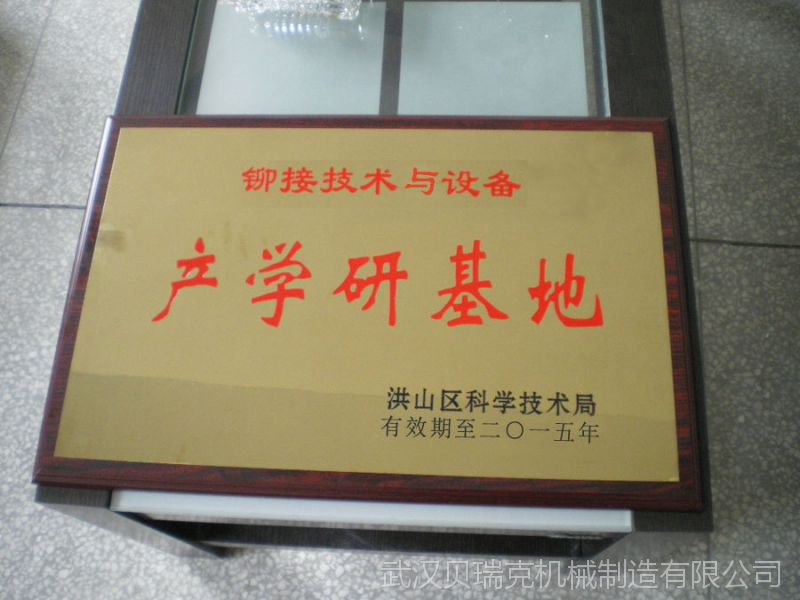 铆接技术与设备
产学研基地
洪山区科学技术局
有效期至二〇一五年
武汉贝瑞克机械制造有限公司